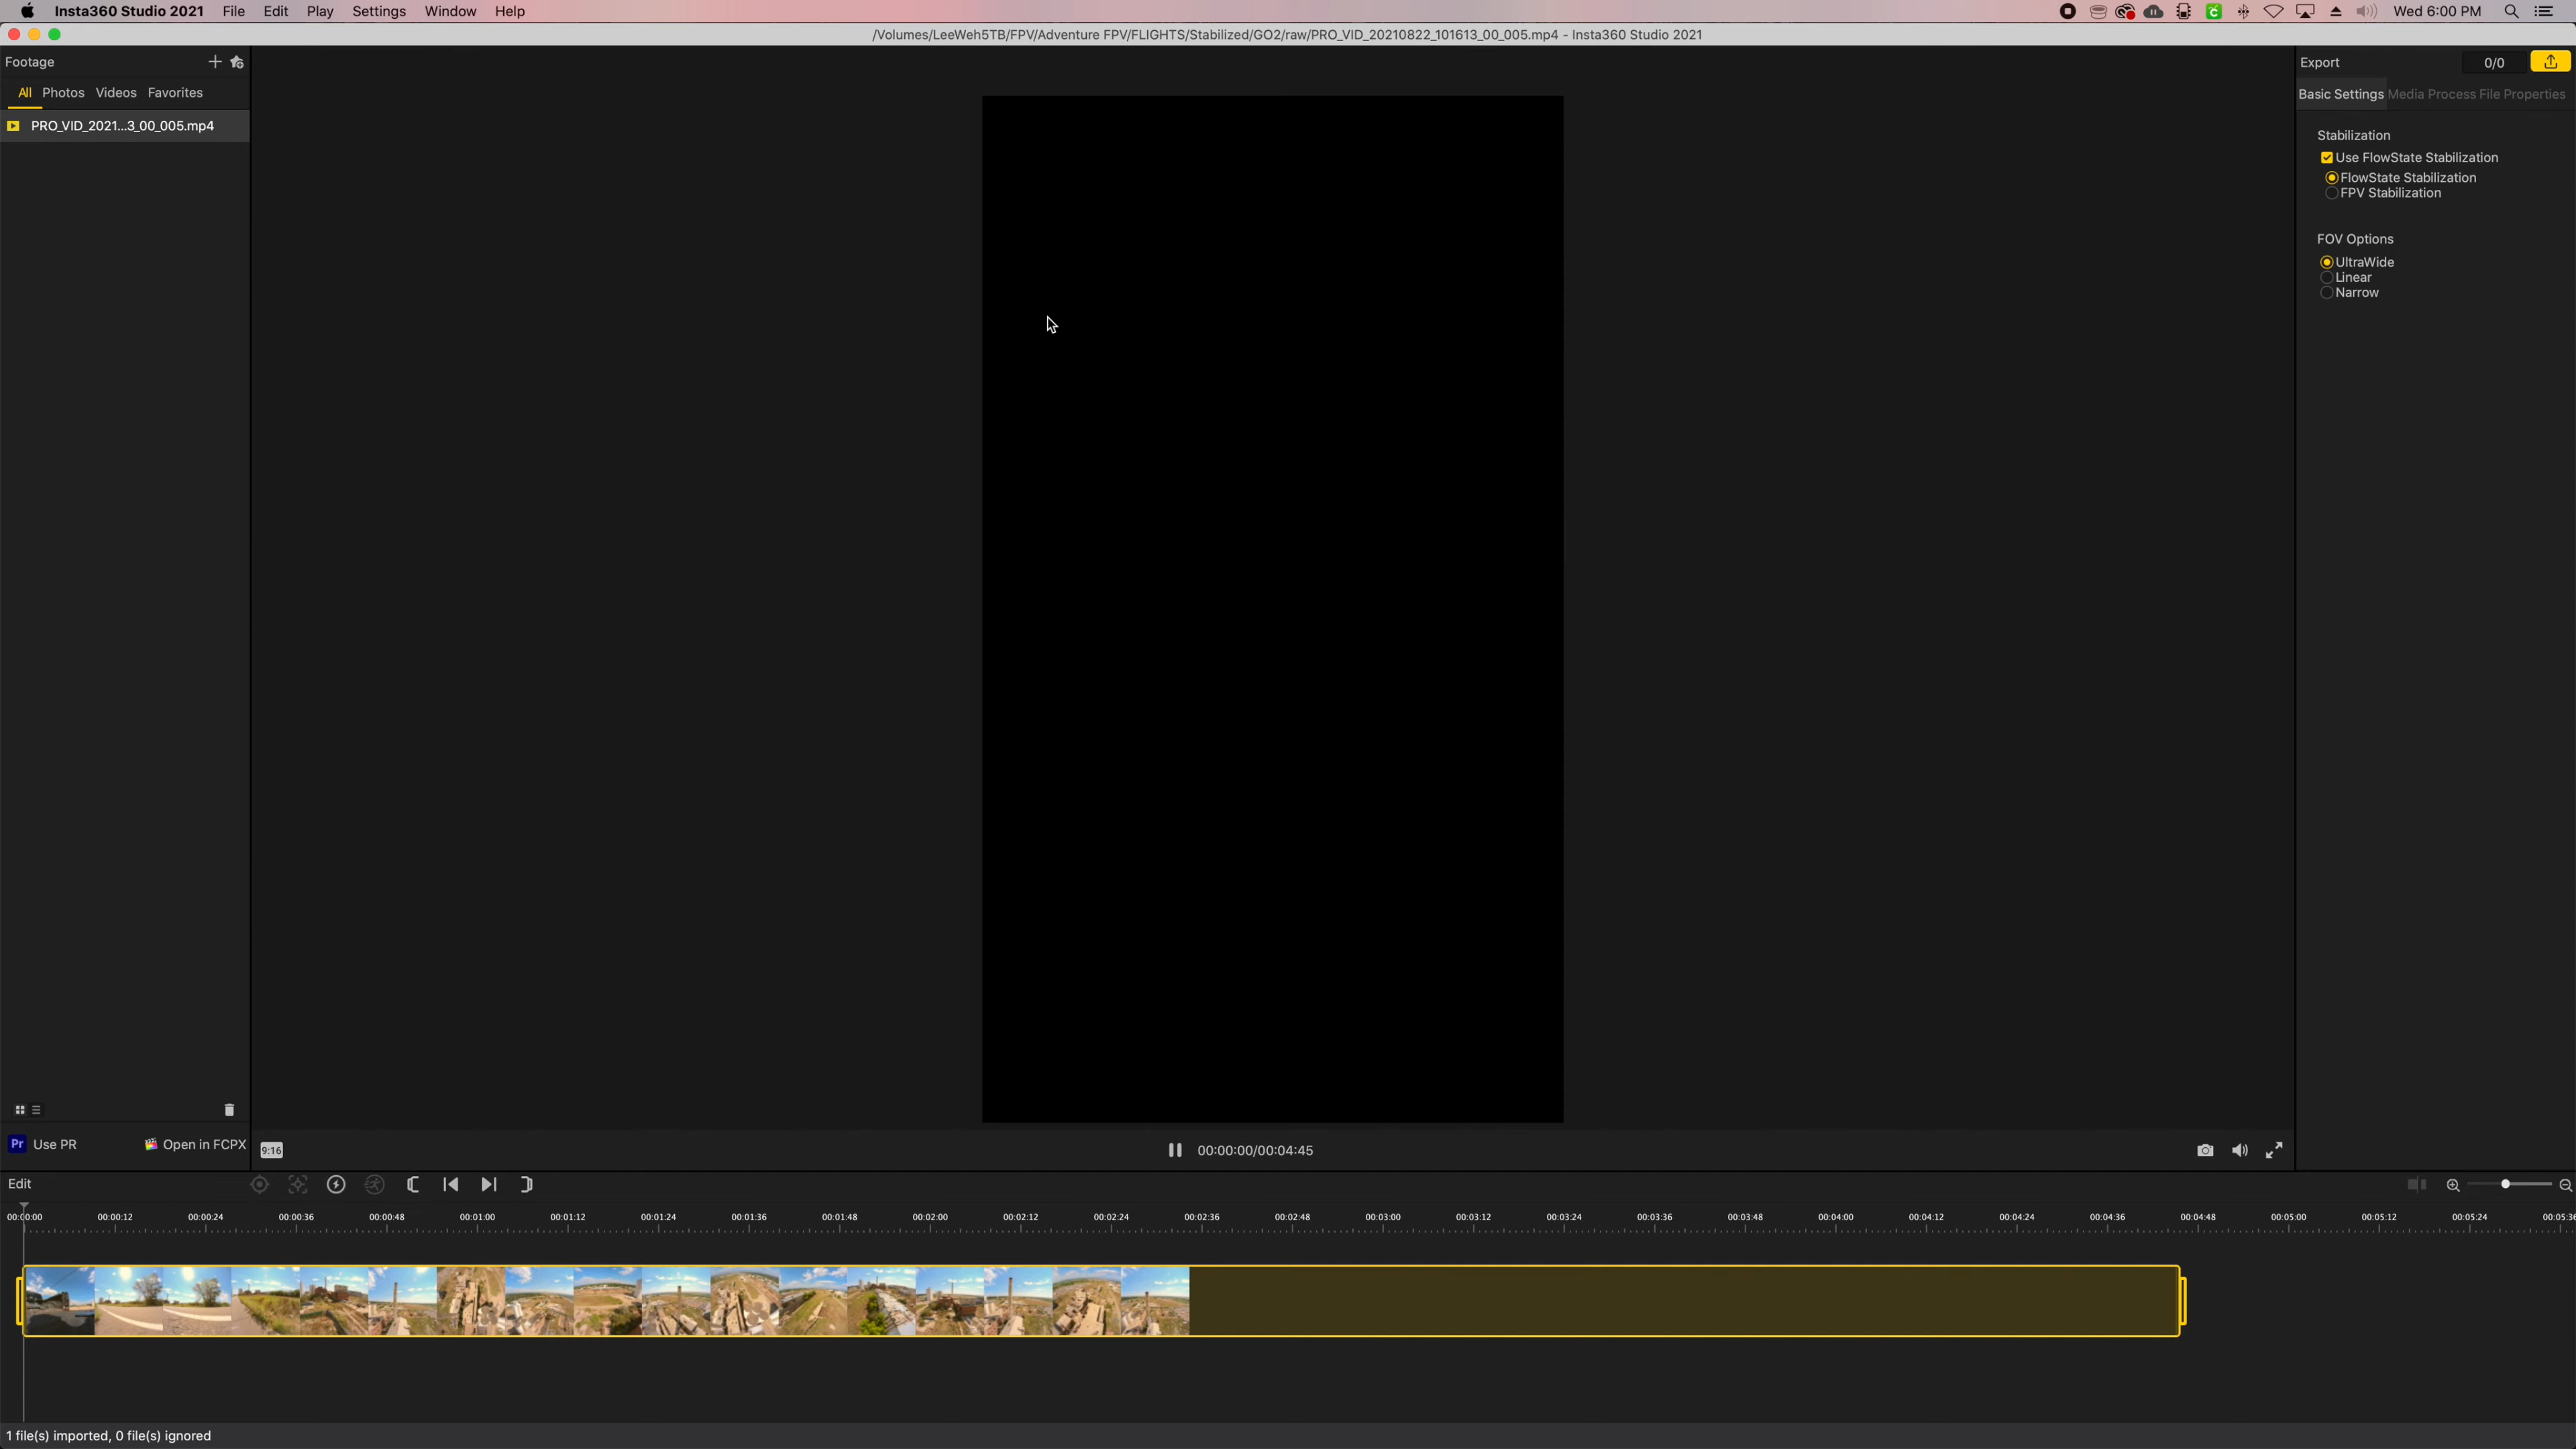 Insta360 Studio 2021 File Edit Play Settings Window Help Wed 6:00 PM
/Volumes/LeeWeh5TB/FPV/Adventure FPV/FLIGHTS/Stabilized/GO2/raw/PRO_VID_20210822_101613_00_005.mp4 - Insta360 Studio 2021
Footage
All Photos Videos Favorites
PRO_VID_2021...3_00_005.mp4
Export 0/0
Basic Settings Media Process File Properties
Stabilization
Use FlowState Stabilization
FlowState Stabilization
FPV Stabilization
FOV Options
UltraWide
Linear
Narrow
Pr Use PR Open in FCPX
9:16 00:00:00/00:04:45
Edit
00:00:00 00:00:12 00:00:24 00:00:36 00:00:48 00:01:00 00:01:12 00:01:24 00:01:36 00:01:48 00:02:00 00:02:12 00:02:24 00:02:36 00:02:48 00:03:00 00:03:12 00:03:24 00:03:36 00:03:48 00:04:00 00:04:12 00:04:24 00:04:36 00:04:48 00:05:00 00:05:12 00:05:24 00:05:36
1 file(s) imported, 0 file(s) ignored